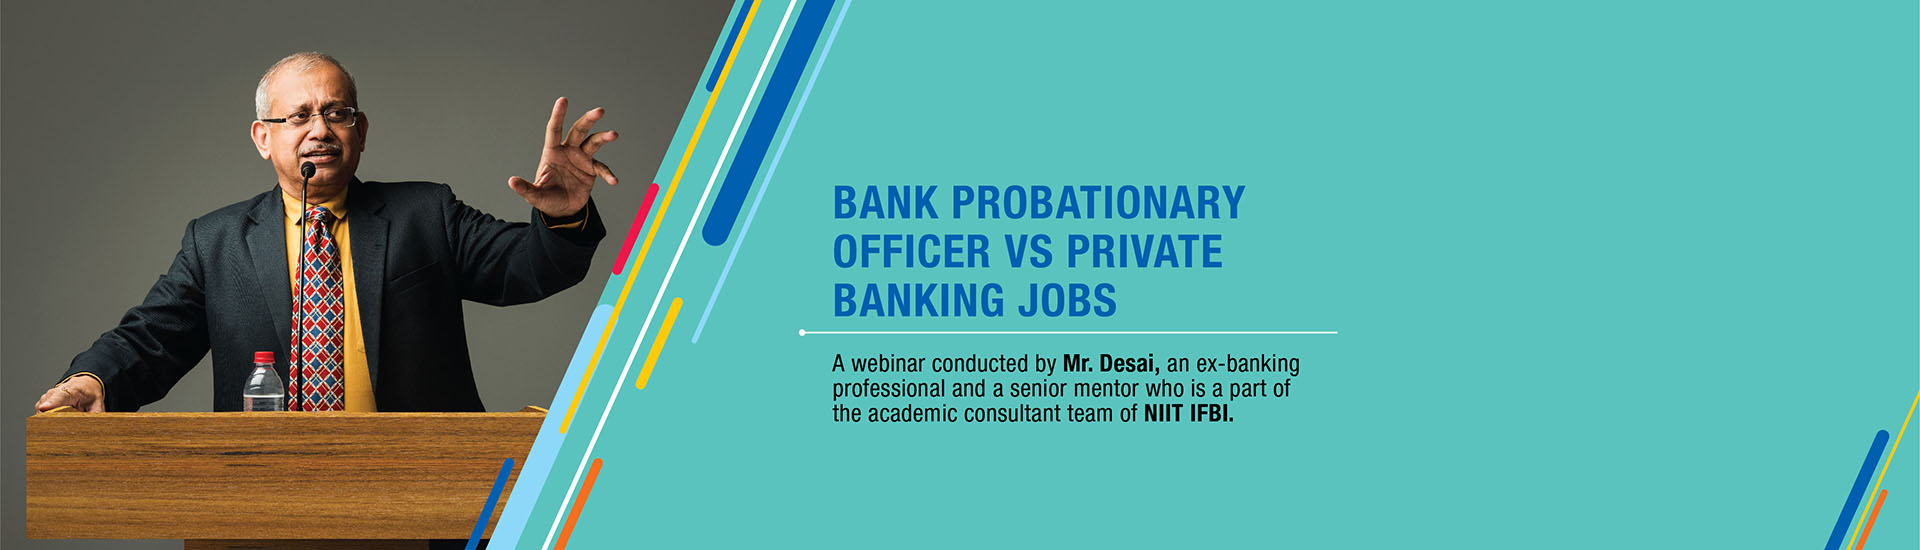 BANK PROBATIONARY
OFFICER VS PRIVATE
BANKING JOBS
A webinar conducted by Mr. Desai, an ex-banking
professional and a senior mentor who is a part of
the academic consultant team of NIIT IFBI.